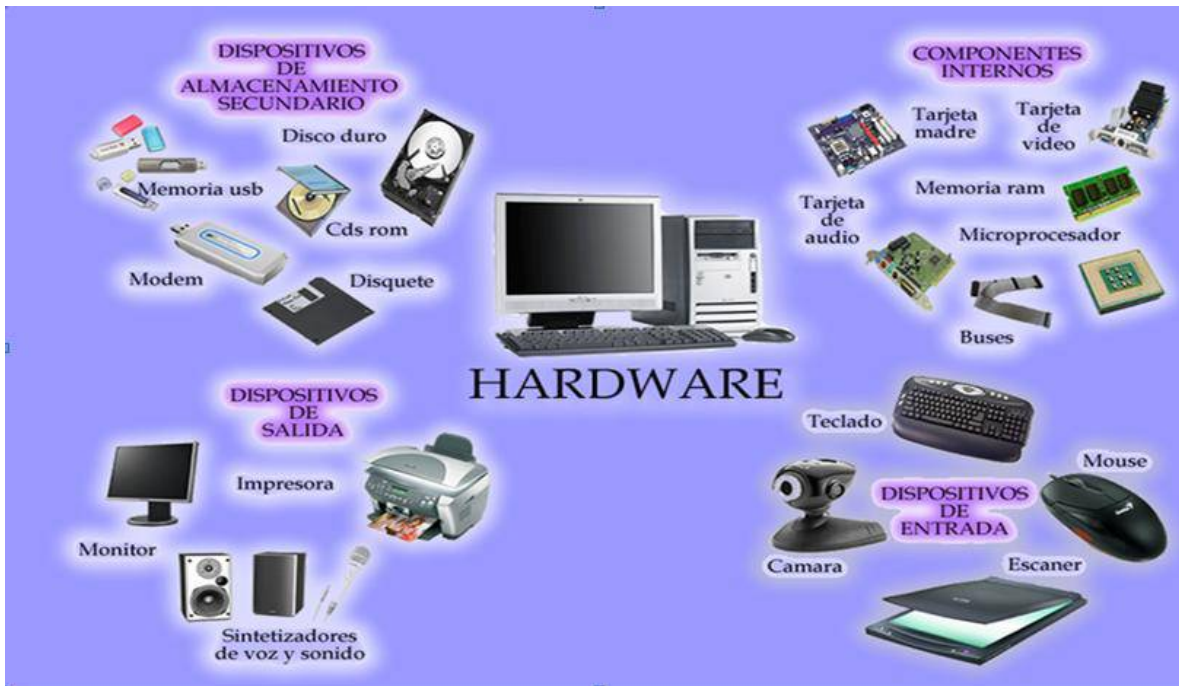 DISPOSITIVOS
DE
ALMACENAMIENTO
SECUNDARIO
Disco duro
Memoria usb
Cds rom
Modem
Disquete
COMPONENTES
INTERNOS
Tarjeta
madre
Tarjeta
de
video
Memoria ram
Tarjeta
de
audio
Microprocesador
Buses
HARDWARE
DISPOSITIVOS
DE
SALIDA
Impresora
Monitor
Sintetizadores
de voz y sonido
Teclado
Mouse
DISPOSITIVOS
DE
ENTRADA
Camara
Escaner